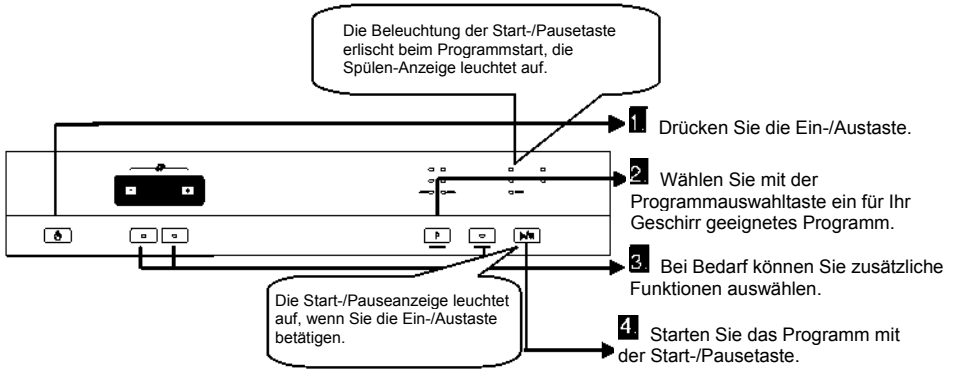 Die Beleuchtung der Start-/Pausetaste
erlischt beim Programmstart, die
Spülen-Anzeige leuchtet auf.
1. Drücken Sie die Ein-/Austaste.
2. Wählen Sie mit der
Programmauswahltaste ein für Ihr
Geschirr geeignetes Programm.
P
3. Bei Bedarf können Sie zusätzliche
Funktionen auswählen.
Die Start-/Pauseanzeige leuchtet
auf, wenn Sie die Ein-/Austaste
betätigen.
4. Starten Sie das Programm mit
der Start-/Pausetaste.